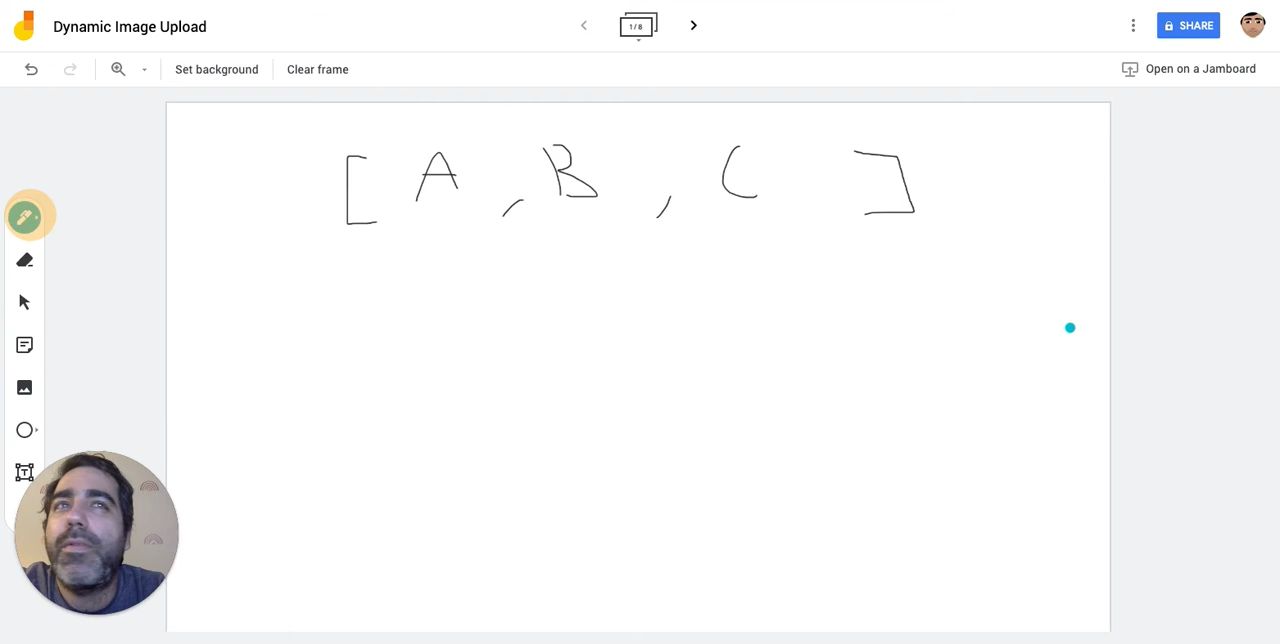 Dynamic Image Upload
1/8
SHARE
Set background
Clear frame
Open on a Jamboard
[ A , B , C ]